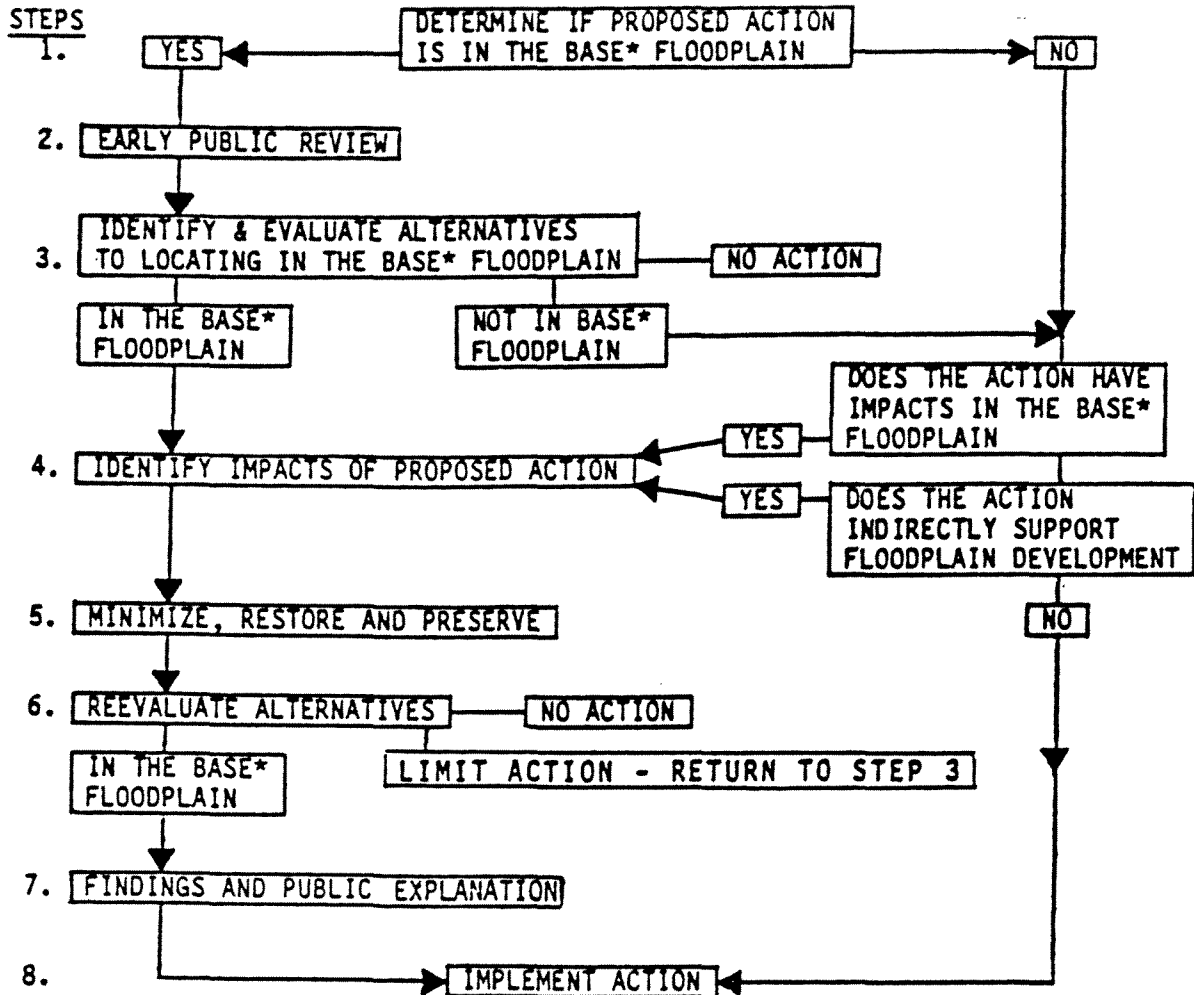 STEPS
1.
YES
DETERMINE IF PROPOSED ACTION
IS IN THE BASE* FLOODPLAIN
NO
2. EARLY PUBLIC REVIEW
IDENTIFY & EVALUATE ALTERNATIVES
3. TO LOCATING IN THE BASE* FLOODPLAIN
NO ACTION
IN THE BASE*
FLOODPLAIN
NOT IN BASE*
FLOODPLAIN
DOES THE ACTION HAVE
IMPACTS IN THE BASE*
FLOODPLAIN
YES
4. IDENTIFY IMPACTS OF PROPOSED ACTION
YES
DOES THE ACTION
INDIRECTLY SUPPORT
FLOODPLAIN DEVELOPMENT
5. MINIMIZE, RESTORE AND PRESERVE
NO
6. REEVALUATE ALTERNATIVES
NO ACTION
IN THE BASE*
FLOODPLAIN
LIMIT ACTION - RETURN TO STEP 3
7. FINDINGS AND PUBLIC EXPLANATION
8. IMPLEMENT ACTION